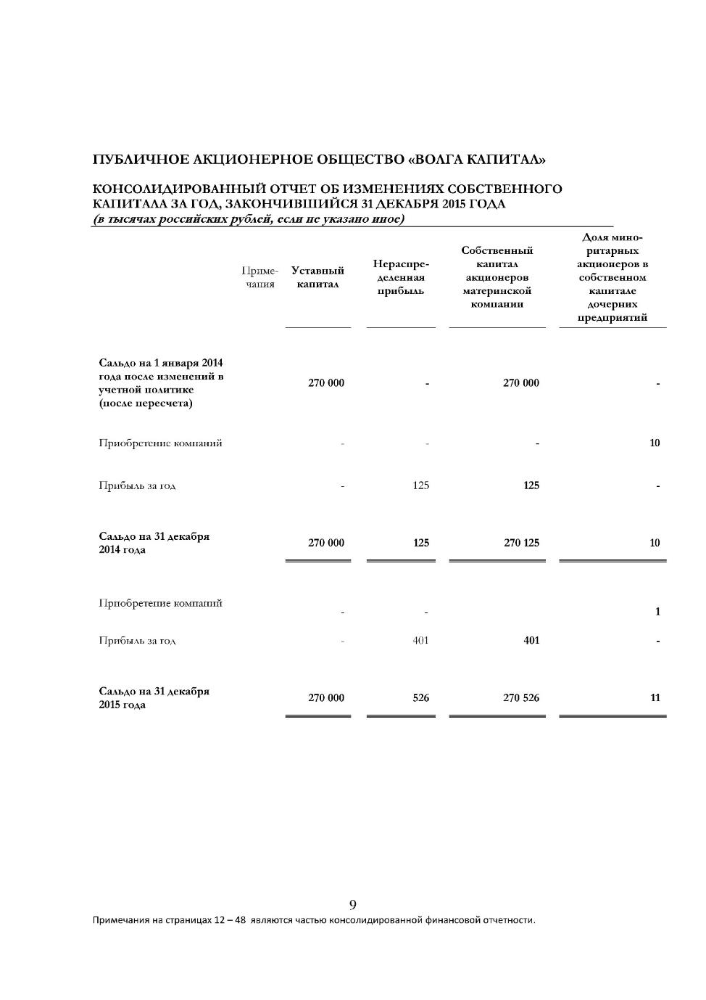 ПУБЛИЧНОЕ АКЦИОНЕРНОЕ ОБЩЕСТВО «ВОЛГА КАПИТАЛ»
КОНСОЛИДИРОВАННЫЙ ОТЧЕТ ОБ ИЗМЕНЕНИЯХ СОБСТВЕННОГО
КАПИТАЛА ЗА ГОД, ЗАКОНЧИВШИЙСЯ 31 ДЕКАБРЯ 2015 ГОДА
(в тысячах российских рублей, если не указано иное)
Приме-
чания
Уставный
капитал
Нераспре-
деленная
прибыль
Собственный
капитал
акционеров
материнской
компании
Доля мино-
ритарных
акционеров в
собственном
капитале
дочерних
предприятий
Сальдо на 1 января 2014
года после изменений в
учетной политике
(после пересчета)
270 000 - 270 000 -
Приобретение компаний - - - 10
Прибыль за год - 125 125 -
Сальдо на 31 декабря
2014 года
270 000 125 270 125 10
Приобретение компаний
- - 1
Прибыль за год - 401 401 -
Сальдо на 31 декабря
2015 года
270 000 526 270 526 11
9
Примечания на страницах 12 – 48 являются частью консолидированной финансовой отчетности.